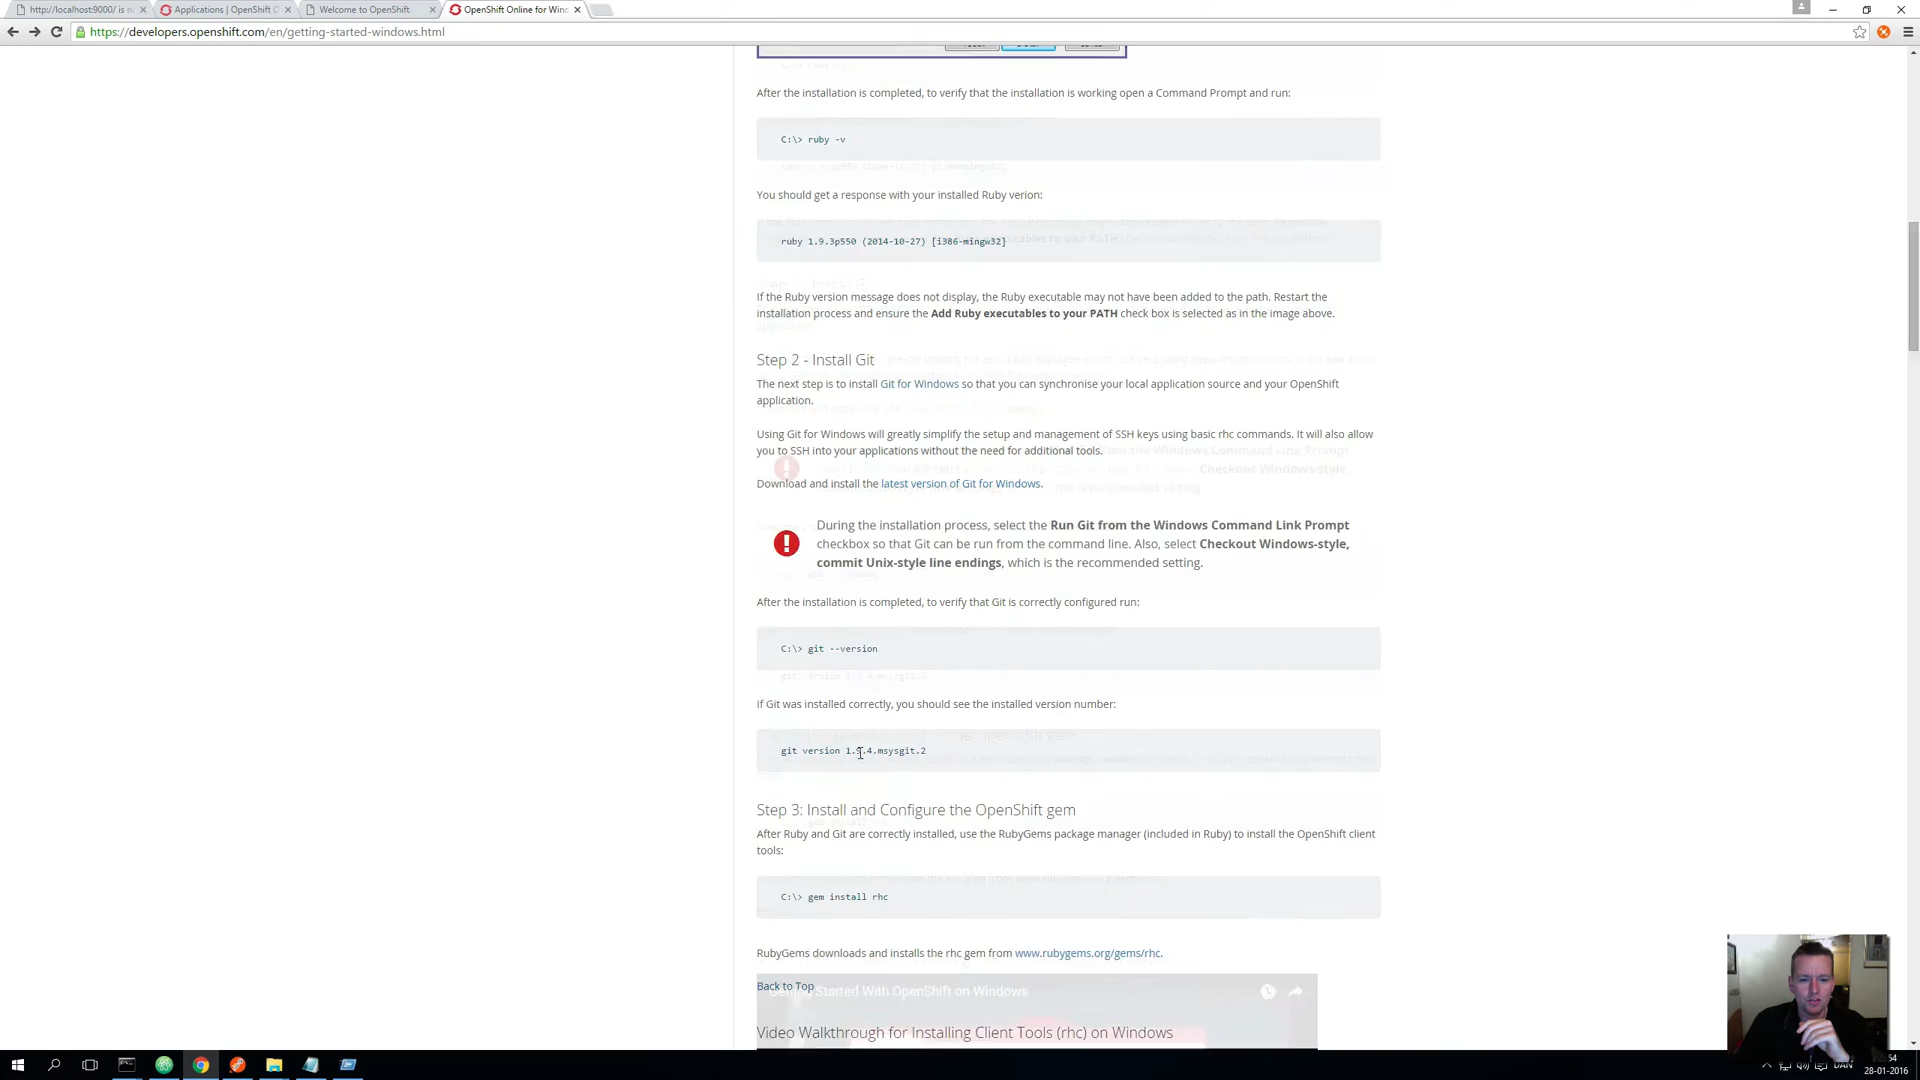 http://localhost:9000/ is n
Applications | OpenShift C
Welcome to OpenShift
OpenShift Online for Winc
https://developers.openshift.com/en/getting-started-windows.html
After the installation is completed, to verify that the installation is working open a Command Prompt and run:
C:\> ruby -v
You should get a response with your installed Ruby verion:
ruby 1.9.3p550 (2014-10-27) [i386-mingw32]
If the Ruby version message does not display, the Ruby executable may not have been added to the path. Restart the
installation process and ensure the Add Ruby executables to your PATH check box is selected as in the image above.
Step 2 - Install Git
The next step is to install Git for Windows so that you can synchronise your local application source and your OpenShift
application.
Using Git for Windows will greatly simplify the setup and management of SSH keys using basic rhc commands. It will also allow
you to SSH into your applications without the need for additional tools.
Download and install the latest version of Git for Windows.
During the installation process, select the Run Git from the Windows Command Link Prompt
checkbox so that Git can be run from the command line. Also, select Checkout Windows-style,
commit Unix-style line endings, which is the recommended setting.
After the installation is completed, to verify that Git is correctly configured run:
C:\> git --version
If Git was installed correctly, you should see the installed version number:
git version 1.9.4.msysgit.2
Step 3: Install and Configure the OpenShift gem
After Ruby and Git are correctly installed, use the RubyGems package manager (included in Ruby) to install the OpenShift client
tools:
C:\> gem install rhc
RubyGems downloads and installs the rhc gem from www.rubygems.org/gems/rhc.
Back to Top
Getting Started With OpenShift on Windows
Video Walkthrough for Installing Client Tools (rhc) on Windows
DAN
54
28-01-2016